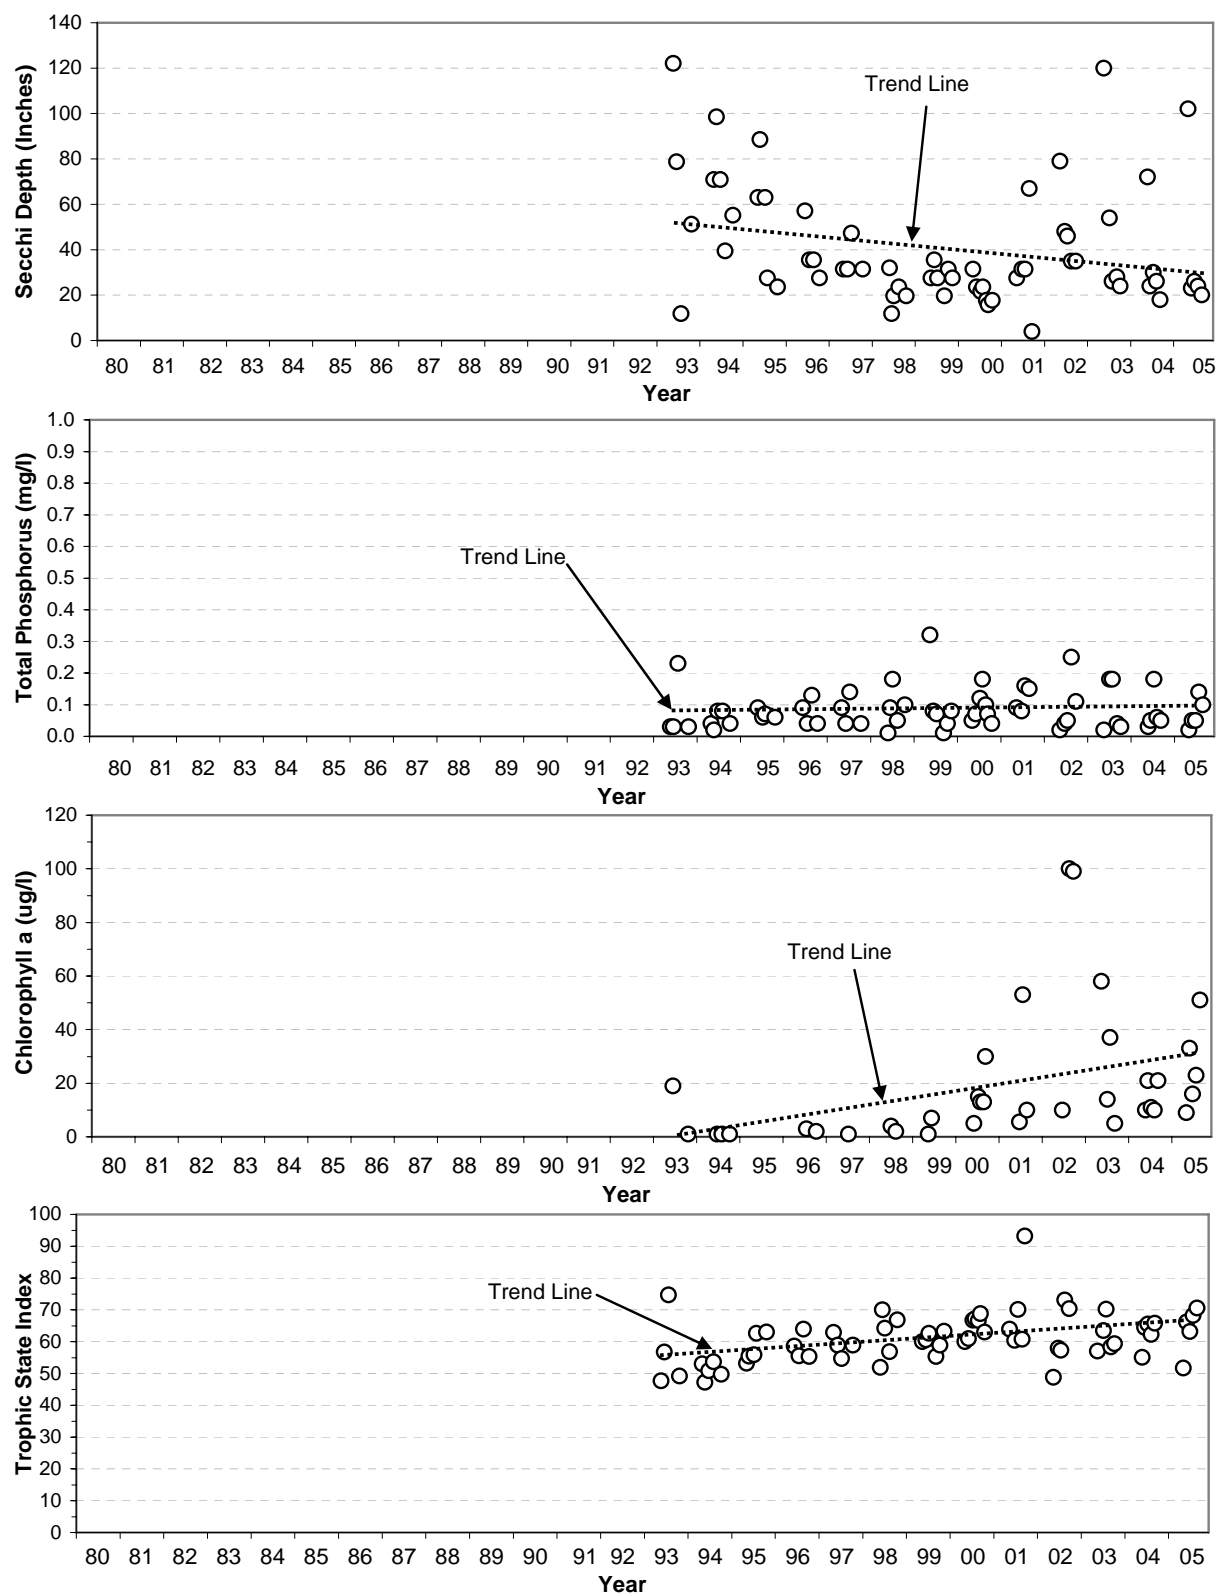 140
120
100
80
60
40
20
0
Secchi Depth (Inches)
Trend Line
80 81 82 83 84 85 86 87 88 89 90 91 92 93 94 95 96 97 98 99 00 01 02 03 04 05
Year
1.0
0.9
0.8
0.7
0.6
0.5
0.4
0.3
0.2
0.1
0.0
Total Phosphorus (mg/l)
Trend Line
80 81 82 83 84 85 86 87 88 89 90 91 92 93 94 95 96 97 98 99 00 01 02 03 04 05
Year
120
100
80
60
40
20
0
Chlorophyll a (ug/l)
Trend Line
80 81 82 83 84 85 86 87 88 89 90 91 92 93 94 95 96 97 98 99 00 01 02 03 04 05
Year
100
90
80
70
60
50
40
30
20
10
0
Trophic State Index
Trend Line
80 81 82 83 84 85 86 87 88 89 90 91 92 93 94 95 96 97 98 99 00 01 02 03 04 05
Year